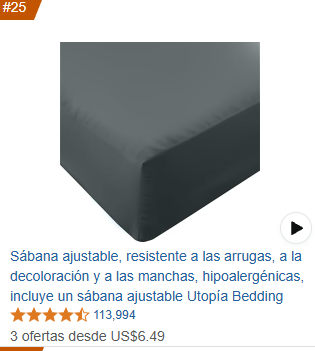 #25
Sábana ajustable, resistente a las arrugas, a la
decoloración y a las manchas, hipoalergénicas,
incluye un sábana ajustable Utopía Bedding
113,994
3 ofertas desde US$6.49